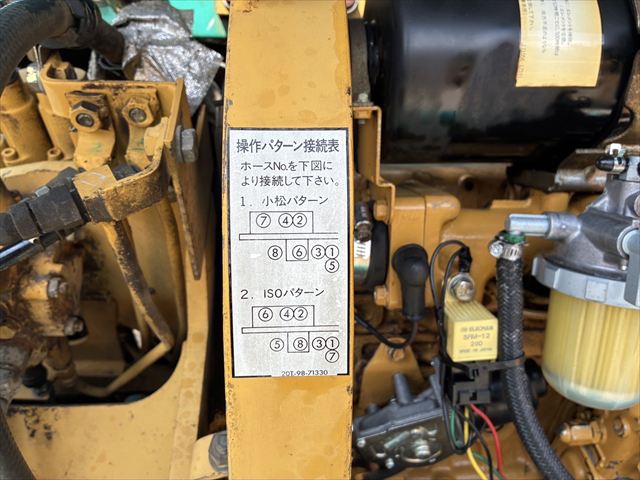 操作パターン接続表
ホースNo.を下図に
より接続して下さい。
1. 小松パターン
⑦ ④②
⑧ ⑥ ③①
⑤
2. ISOパターン
⑥ ④②
⑤ ⑧ ③①
⑦
20T-98-71330